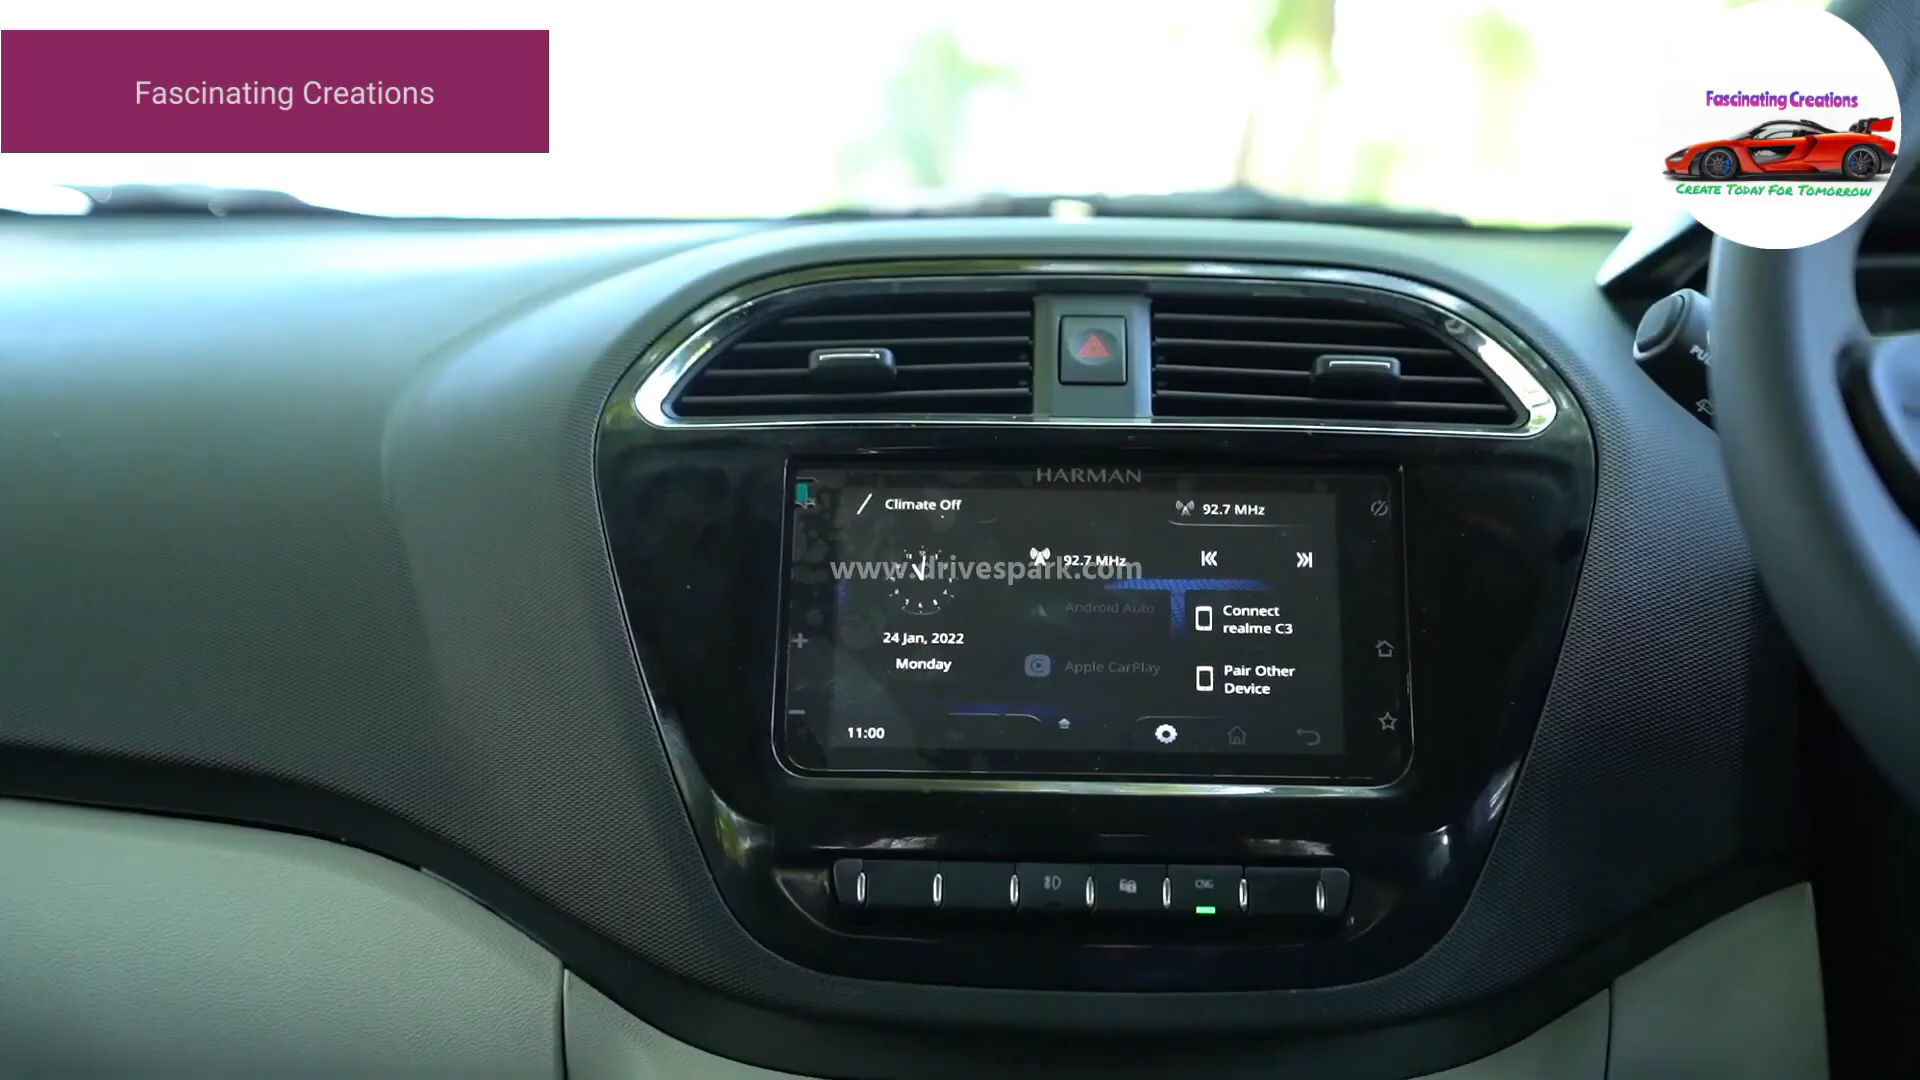 Fascinating Creations
Fascinating Creations
CREATE TODAY FOR TOMORROW
HARMAN
Climate Off
92.7 MHz
92.7 MHz
www.drivespark.com
Android Auto
Connect
realme C3
24 Jan, 2022
Monday
Apple CarPlay
Pair Other
Device
11:00
CNG